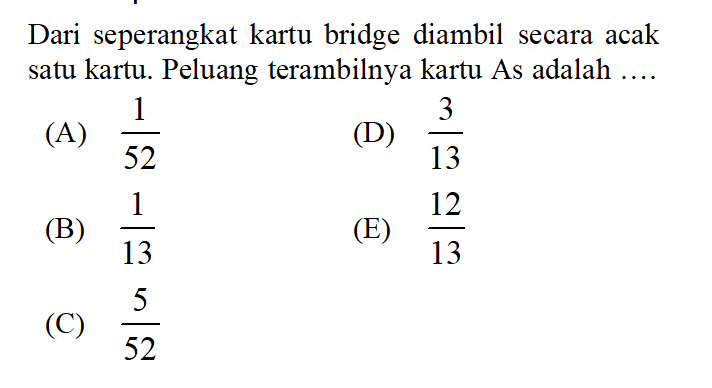 Dari seperangkat kartu bridge diambil secara acak
satu kartu. Peluang terambilnya kartu As adalah ….
(A) 1/52 (D) 3/13
(B) 1/13 (E) 12/13
(C) 5/52